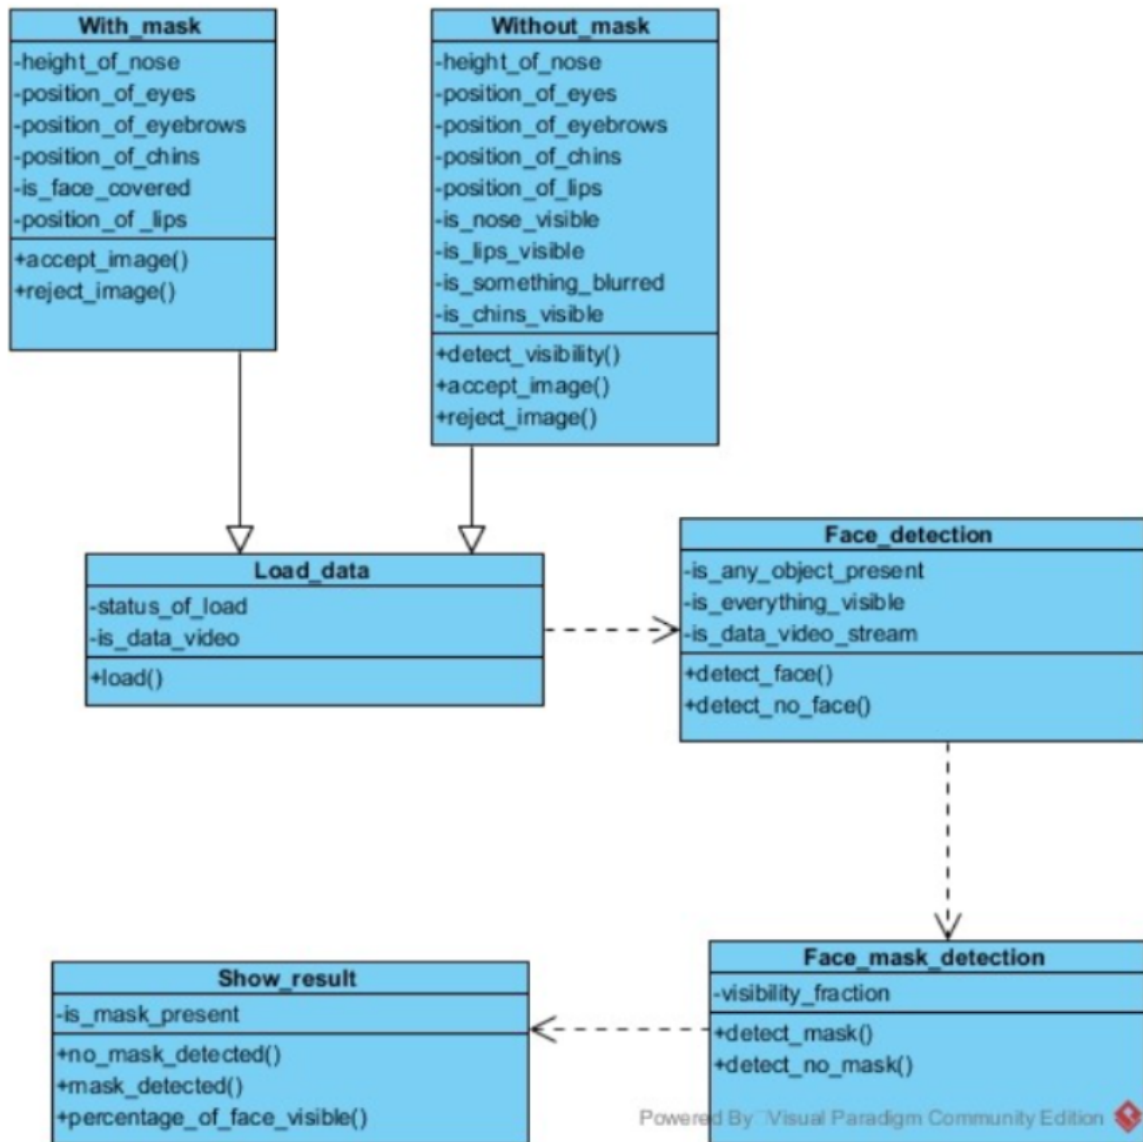 With_mask
-height_of_nose
-position_of_eyes
-position_of_eyebrows
-position_of_chins
-is_face_covered
-position_of _lips
+accept_image()
+reject_image()
Without_mask
-height_of_nose
-position_of_eyes
-position_of_eyebrows
-position_of_chins
-position_of_lips
-is_nose_visible
-is_lips_visible
-is_something_blurred
-is_chins_visible
+detect_visibility()
+accept_image()
+reject_image()
Load_data
-status_of_load
-is_data_video
+load()
Face_detection
-is_any_object_present
-is_everything_visible
-is_data_video_stream
+detect_face()
+detect_no_face()
Face_mask_detection
-visibility_fraction
+detect_mask()
+detect_no_mask()
Show_result
-is_mask_present
+no_mask_detected()
+mask_detected()
+percentage_of_face_visible()
Powered By Visual Paradigm Community Edition